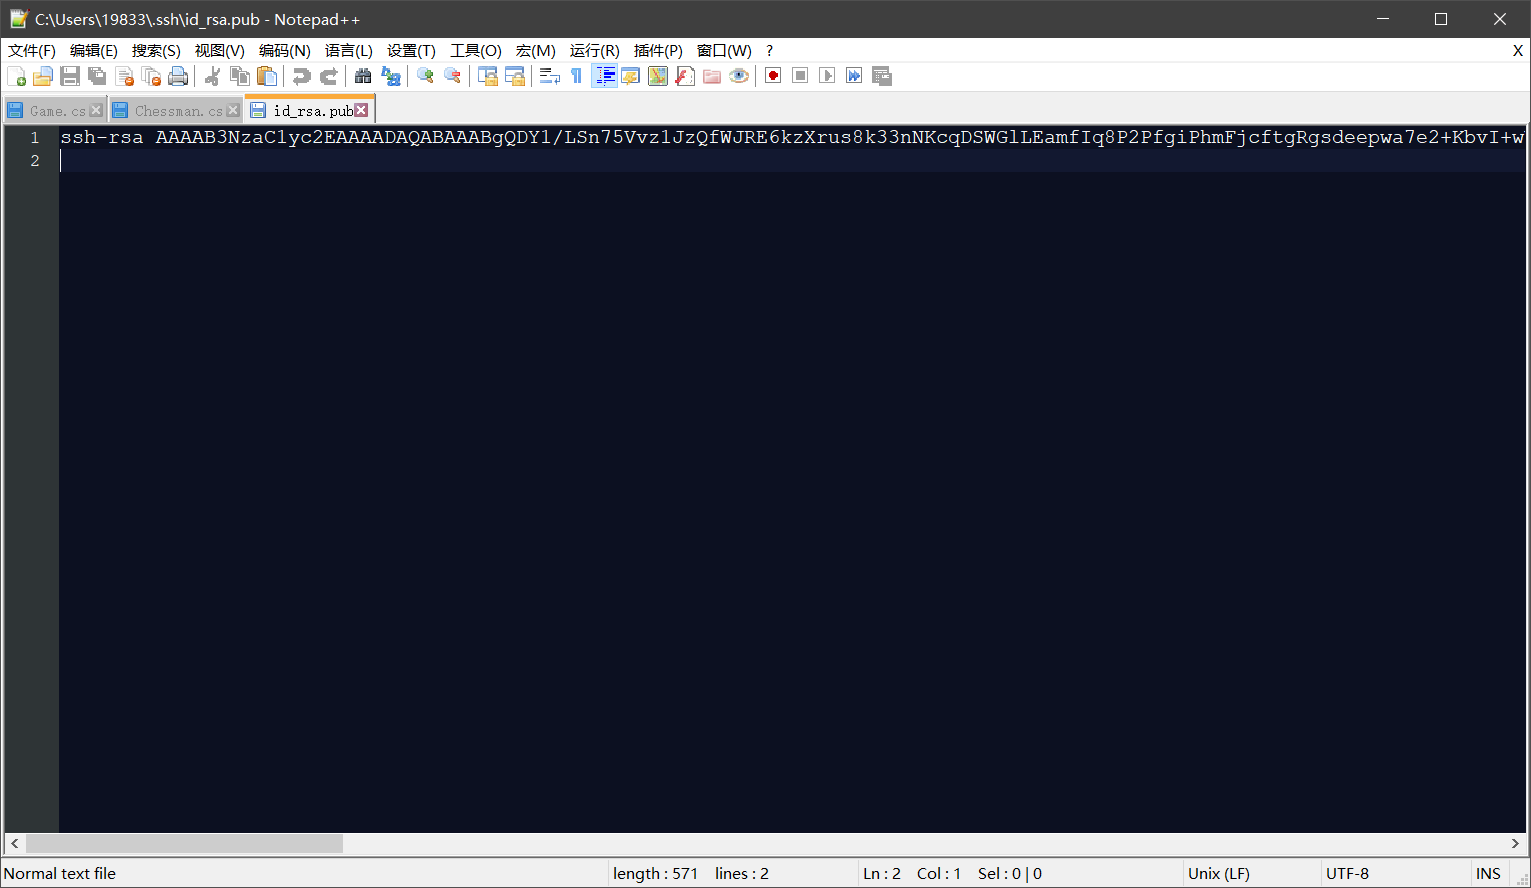 C:\Users\19833\.ssh\id_rsa.pub - Notepad++
文件(F) 编辑(E) 搜索(S) 视图(V) 编码(N) 语言(L) 设置(T) 工具(O) 宏(M) 运行(R) 插件(P) 窗口(W) ? X
Game.cs Chessman.cs id_rsa.pub
1 ssh-rsa AAAAB3NzaC1yc2EAAAADAQABAAABgQDY1/LSn75Vvz1JzQfWJRE6kzXrus8k33nNKcqDSWGlLEamfIq8P2PfgiPhmFjcftgRgsdeepwa7e2+KbvI+w
2
Normal text file length : 571 lines : 2 Ln : 2 Col : 1 Sel : 0 | 0 Unix (LF) UTF-8 INS